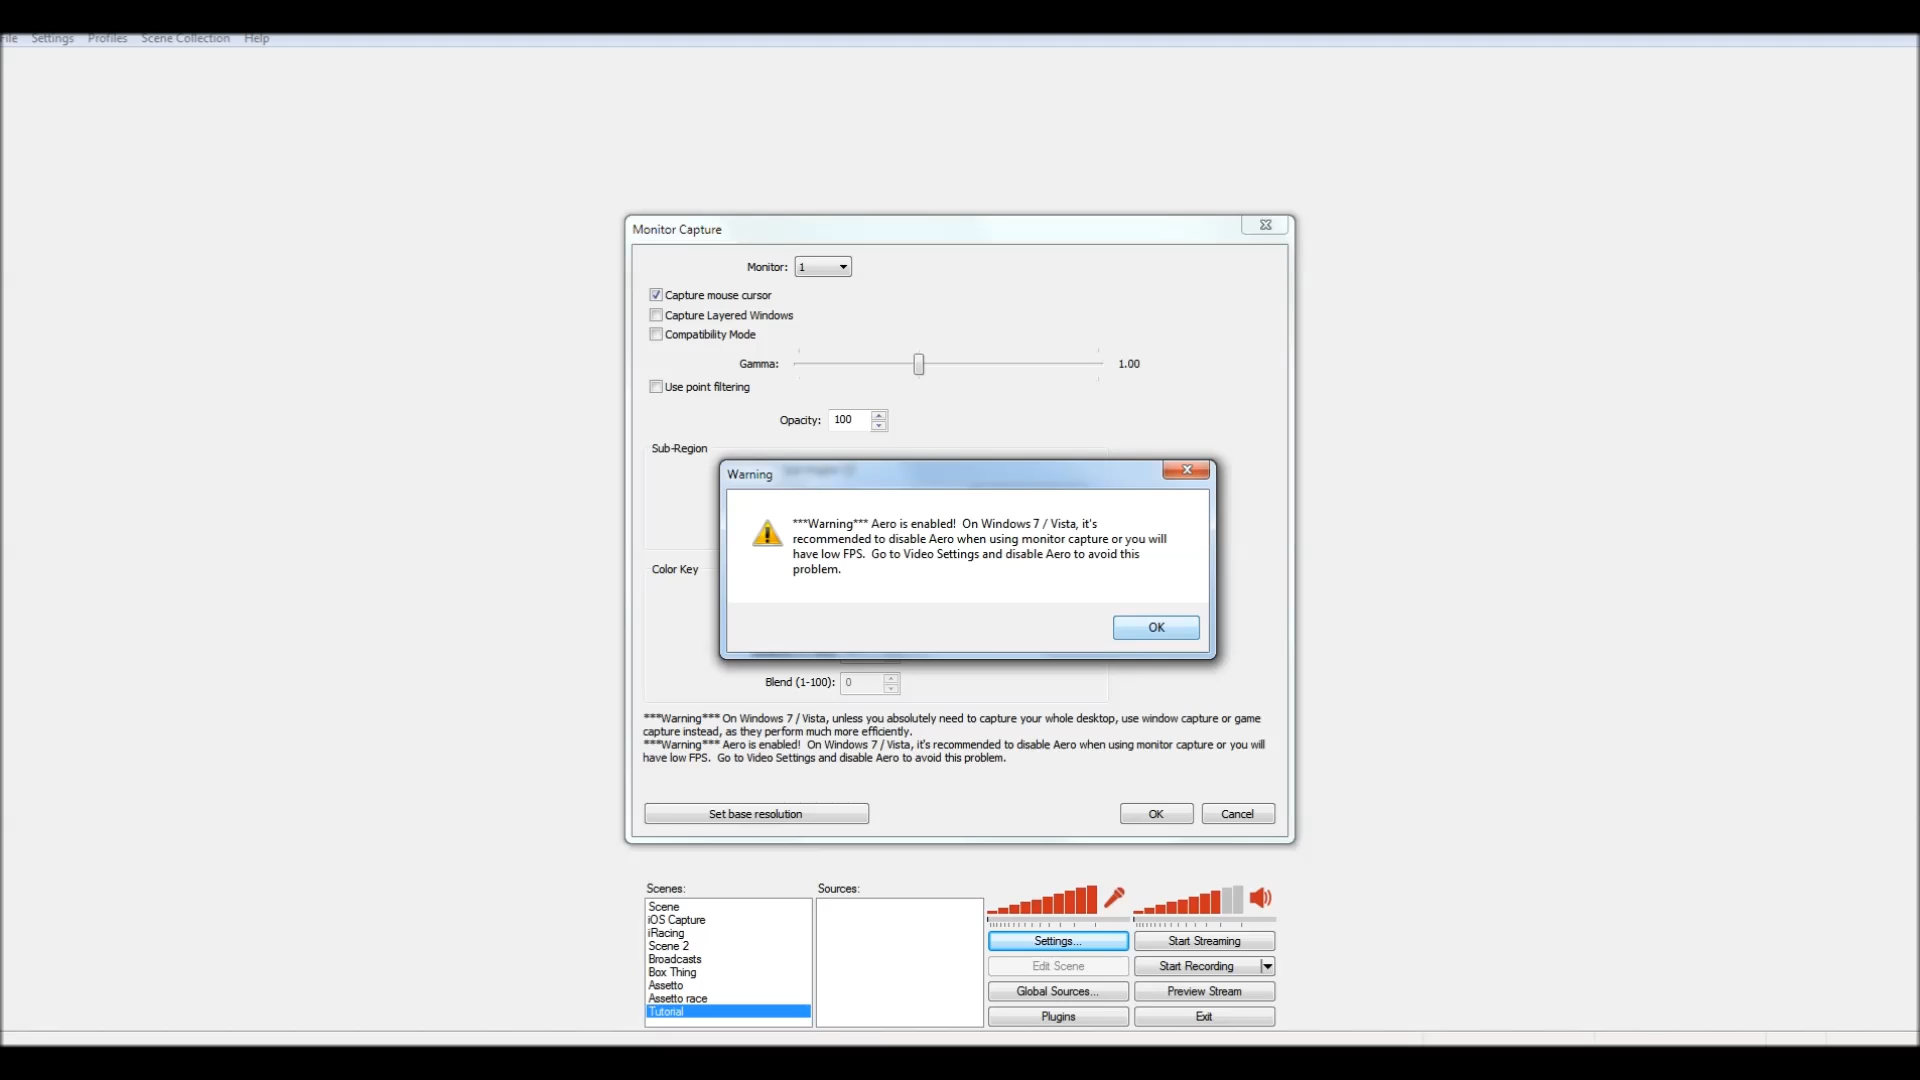 File Settings Profiles Scene Collection Help
Monitor Capture
Monitor: 1
Capture mouse cursor
Capture Layered Windows
Compatibility Mode
Gamma: 1.00
Use point filtering
Opacity: 100
Sub-Region
Warning
***Warning*** Aero is enabled!  On Windows 7 / Vista, it's
recommended to disable Aero when using monitor capture or you will
have low FPS.  Go to Video Settings and disable Aero to avoid this
problem.
OK
Color Key
Blend (1-100): 0
***Warning*** On Windows 7 / Vista, unless you absolutely need to capture your whole desktop, use window capture or game
capture instead, as they perform much more efficiently.
***Warning*** Aero is enabled!  On Windows 7 / Vista, it's recommended to disable Aero when using monitor capture or you will
have low FPS.  Go to Video Settings and disable Aero to avoid this problem.
Set base resolution OK Cancel
Scenes: Sources:
Scene
iOS Capture
iRacing
Scene 2
Broadcasts
Box Thing
Assetto
Assetto race
Tutorial
Settings... Start Streaming
Edit Scene Start Recording
Global Sources... Preview Stream
Plugins Exit